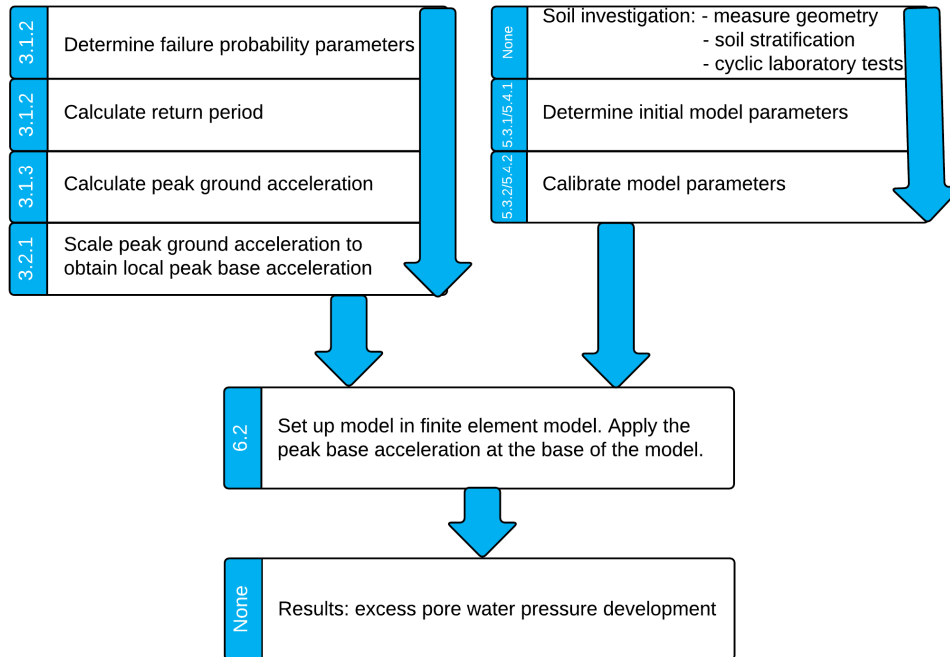 3.1.2
Determine failure probability parameters
3.1.2
Calculate return period
3.1.3
Calculate peak ground acceleration
3.2.1
Scale peak ground acceleration to
obtain local peak base acceleration
None
Soil investigation: - measure geometry
- soil stratification
- cyclic laboratory tests
5.3.1/5.4.1
Determine initial model parameters
5.3.2/5.4.2
Calibrate model parameters
6.2
Set up model in finite element model. Apply the
peak base acceleration at the base of the model.
None
Results: excess pore water pressure development